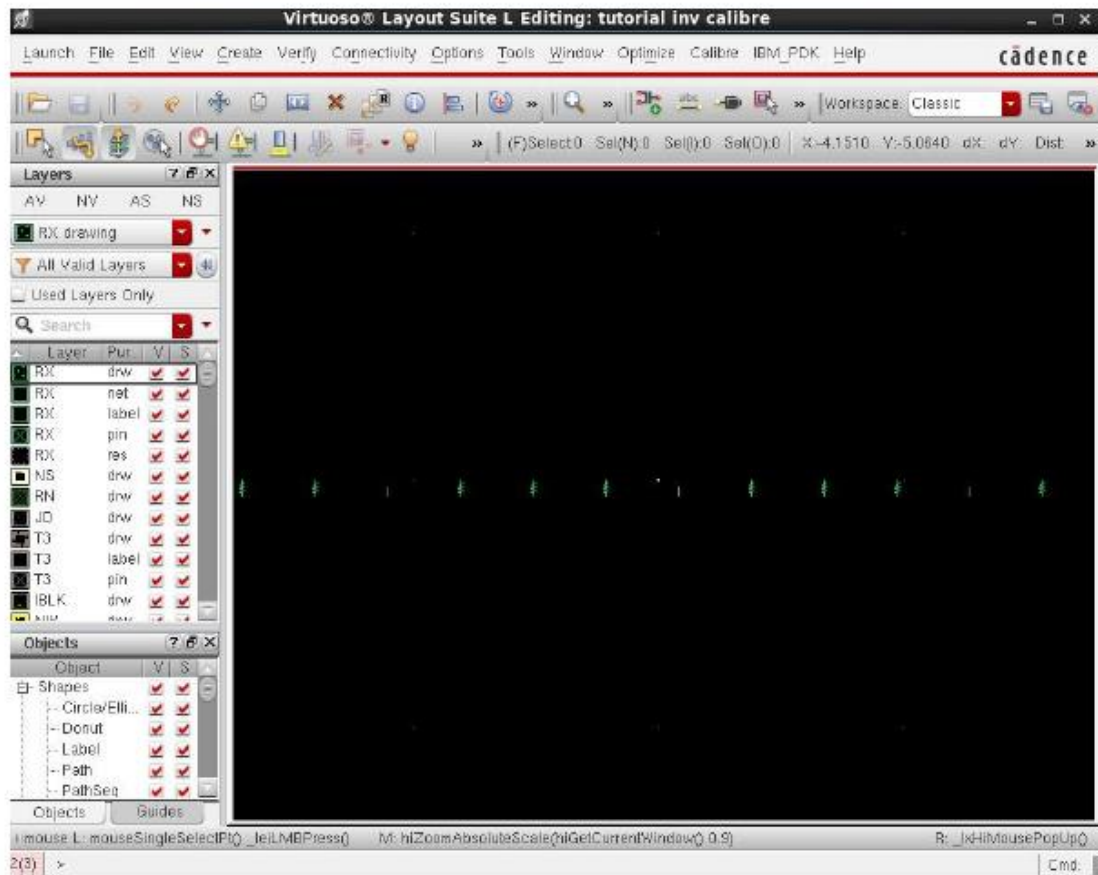 Virtuoso® Layout Suite L Editing: tutorial inv calibre
Launch File Edit View Create Verify Connectivity Options Tools Window Optimize Calibre IBM_PDK Help cādence
» » » Workspace: Classic
» (F)Select:0 Sel(N):0 Sel(I):0 Sel(O):0 X:-4.1510 Y:-5.0640 dX: dY: Dist: »
Layers
AV NV AS NS
RX drawing
All Valid Layers
Used Layers Only
Search
Layer Pur V S
RX drw
RX net
RX label
RX pin
RX res
NS drw
RN drw
JD drw
T3 drw
T3 label
T3 pin
IBLK drw
Objects
Object V S
Shapes
Circle/Elli...
Donut
Label
Path
PathSeg
Objects Guides
mouse L: mouseSingleSelectPt() _leiLMBPress() M: hiZoomAbsoluteScale(hiGetCurrentWindow() 0.9) R: _lxHiMousePopUp()
2(3) > Cmd: